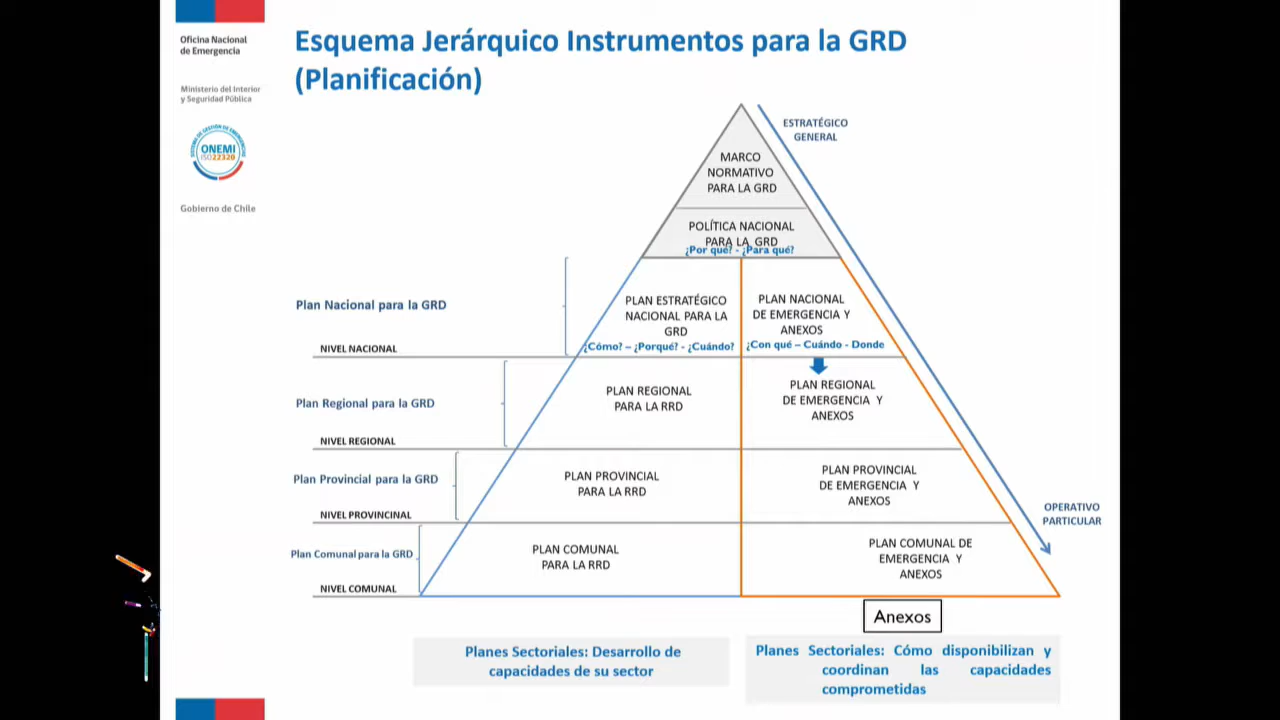 Oficina Nacional
de Emergencia
Ministerio del Interior
y Seguridad Pública
SISTEMA DE GESTIÓN DE EMERGENCIAS
ONEMI
ISO22320
Gobierno de Chile
Esquema Jerárquico Instrumentos para la GRD
(Planificación)
ESTRATÉGICO
GENERAL
MARCO
NORMATIVO
PARA LA GRD
POLÍTICA NACIONAL
PARA LA GRD
¿Por qué? - ¿Para qué?
Plan Nacional para la GRD
NIVEL NACIONAL
PLAN ESTRATÉGICO
NACIONAL PARA LA
GRD
¿Cómo? – ¿Porqué? - ¿Cuándo?
PLAN NACIONAL
DE EMERGENCIA Y
ANEXOS
¿Con qué – Cuándo - Donde
Plan Regional para la GRD
NIVEL REGIONAL
PLAN REGIONAL
PARA LA RRD
PLAN REGIONAL
DE EMERGENCIA Y
ANEXOS
Plan Provincial para la GRD
NIVEL PROVINCINAL
PLAN PROVINCIAL
PARA LA RRD
PLAN PROVINCIAL
DE EMERGENCIA Y
ANEXOS
OPERATIVO
PARTICULAR
Plan Comunal para la GRD
NIVEL COMUNAL
PLAN COMUNAL
PARA LA RRD
PLAN COMUNAL DE
EMERGENCIA Y
ANEXOS
Anexos
Planes Sectoriales: Desarrollo de
capacidades de su sector
Planes Sectoriales: Cómo disponibilizan y
coordinan las capacidades
comprometidas